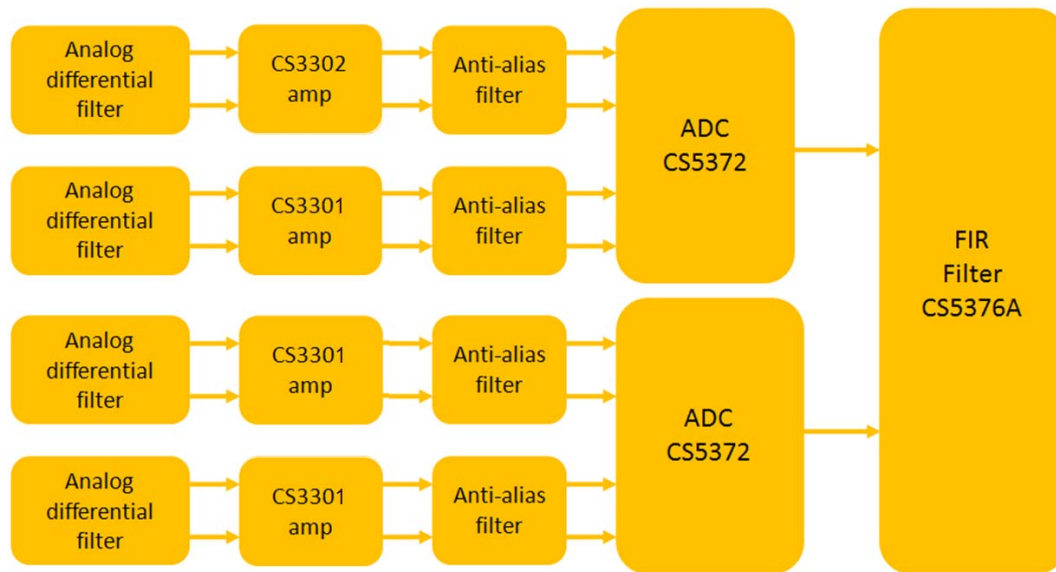 Analog
differential
filter
CS3302
amp
Anti-alias
filter
ADC
CS5372
Analog
differential
filter
CS3301
amp
Anti-alias
filter
Analog
differential
filter
CS3301
amp
Anti-alias
filter
ADC
CS5372
Analog
differential
filter
CS3301
amp
Anti-alias
filter
FIR
Filter
CS5376A